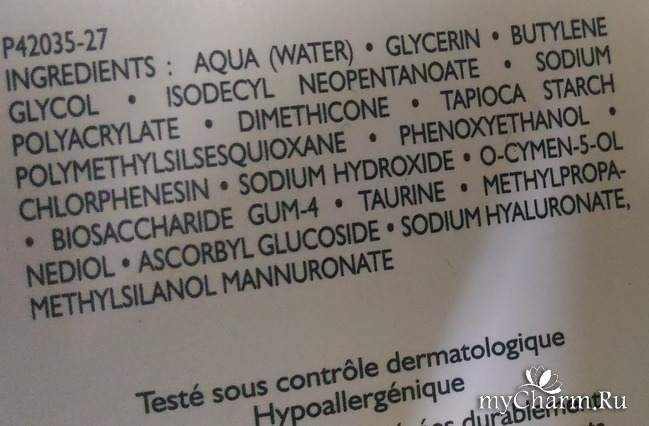 P42035-27
INGREDIENTS : AQUA (WATER) • GLYCERIN • BUTYLENE
GLYCOL • ISODECYL NEOPENTANOATE • SODIUM
POLYACRYLATE • DIMETHICONE • TAPIOCA STARCH
POLYMETHYLSILSESQUIOXANE • PHENOXYETHANOL •
CHLORPHENESIN • SODIUM HYDROXIDE • O-CYMEN-5-OL
• BIOSACCHARIDE GUM-4 • TAURINE • METHYLPROPA-
NEDIOL • ASCORBYL GLUCOSIDE • SODIUM HYALURONATE,
METHYLSILANOL MANNURONATE
Testé sous contrôle dermatologique
Hypoallergénique
durablement
myCharm.Ru